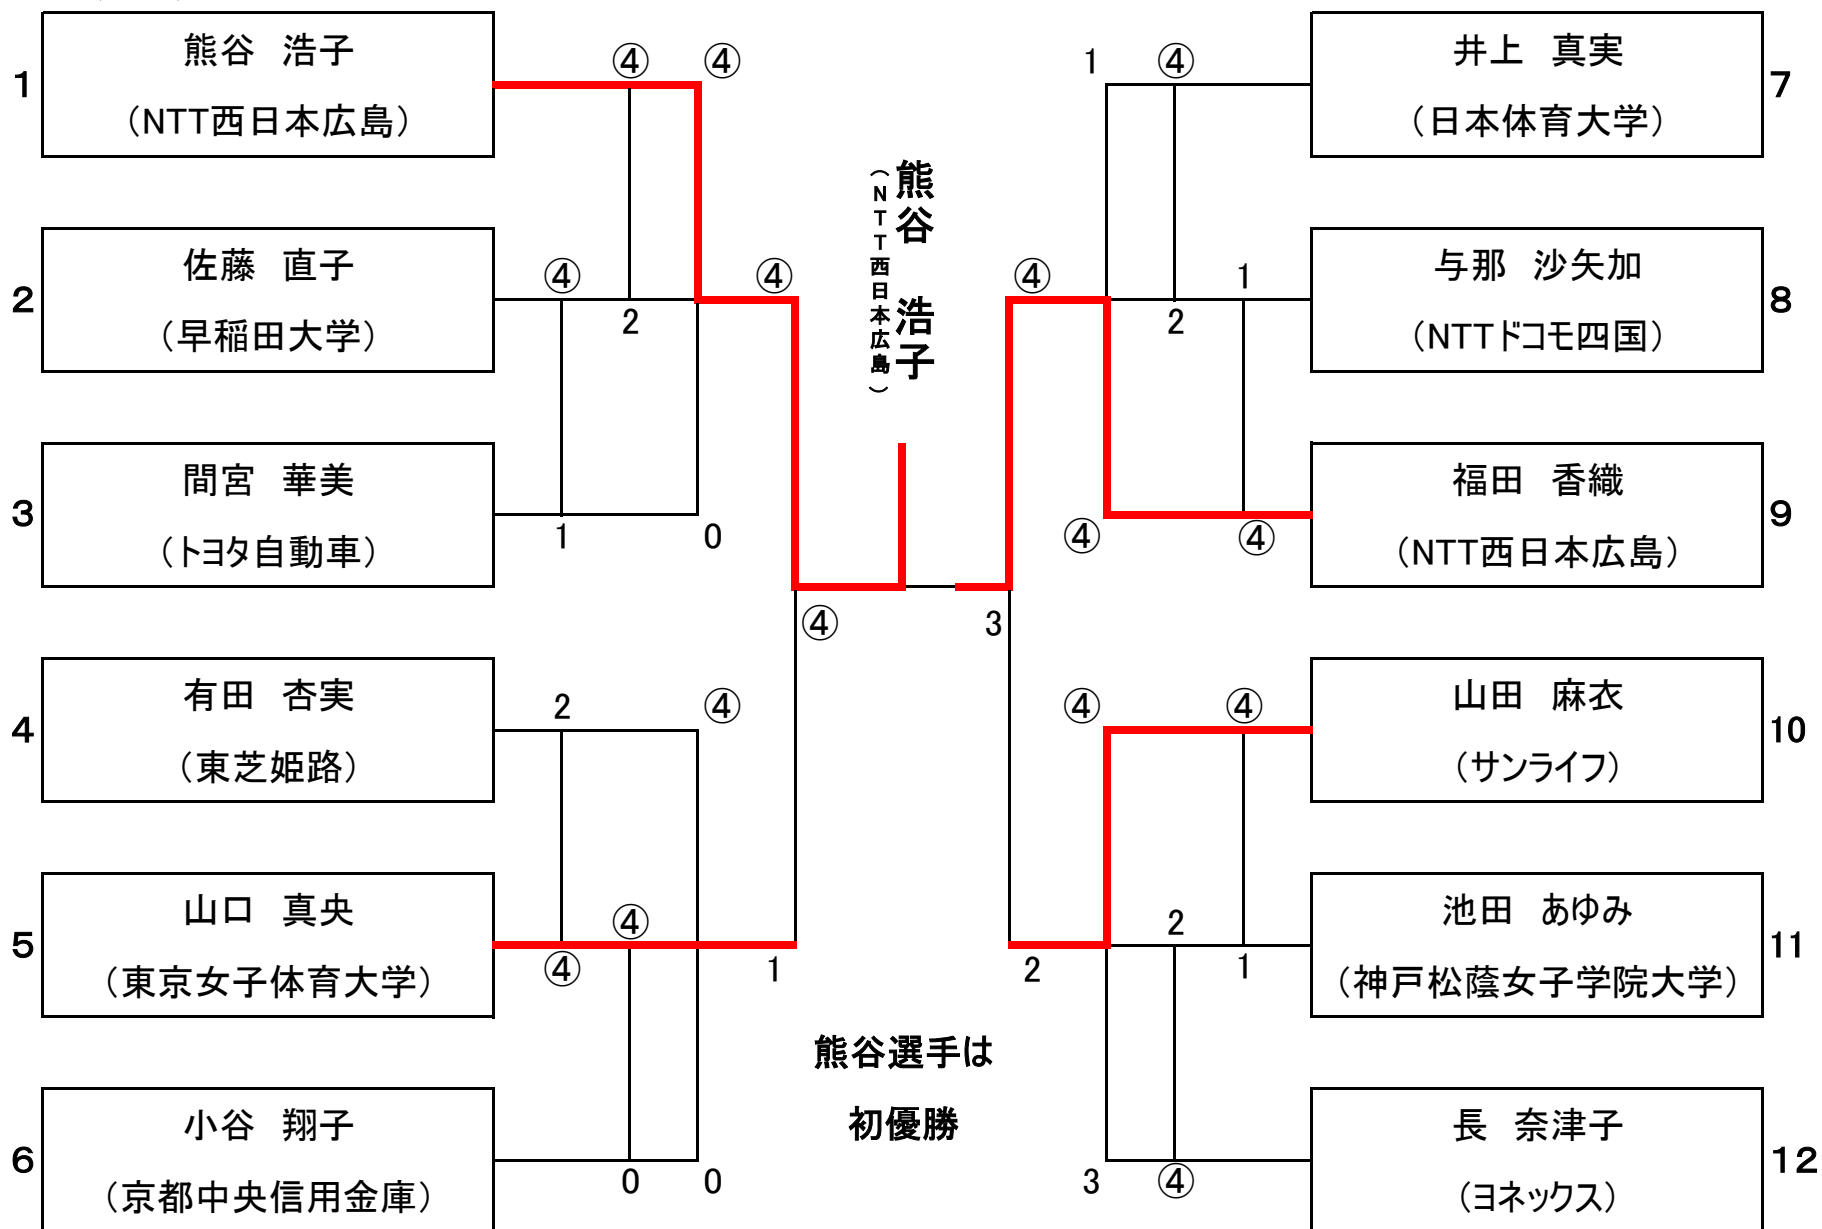 1
熊谷　浩子
（NTT西日本広島）
④
④
2
佐藤　直子
（早稲田大学）
④
2
④
3
間宮　華美
（トヨタ自動車）
1
0
④
4
有田　杏実
（東芝姫路）
2
④
5
山口　真央
（東京女子体育大学）
④
④
1
6
小谷　翔子
（京都中央信用金庫）
0
0
熊谷　浩子
（NTT西日本広島）
熊谷選手は
初優勝
1
④
井上　真実
（日本体育大学）
7
④
2
1
与那　沙矢加
（NTTドコモ四国）
8
④
④
福田　香織
（NTT西日本広島）
9
3
④
④
山田　麻衣
（サンライフ）
10
2
2
1
池田　あゆみ
（神戸松蔭女子学院大学）
11
3
④
長　奈津子
（ヨネックス）
12